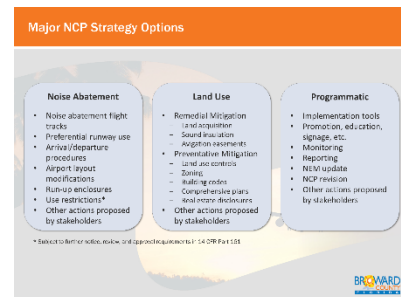 Major NCP Strategy Options
Noise Abatement
• Noise abatement flight
tracks
• Preferential runway use
• Arrival/departure
procedures
• Airport layout
modifications
• Run-up enclosures
• Use restrictions*
• Other actions proposed
by stakeholders
Land Use
• Remedial Mitigation
– Land acquisition
– Sound insulation
– Avigation easements
• Preventative Mitigation
– Land use controls
– Zoning
– Building codes
– Comprehensive plans
– Real estate disclosures
• Other actions proposed
by stakeholders
Programmatic
• Implementation tools
• Promotion, education,
signage, etc.
• Monitoring
• Reporting
• NEM update
• NCP revision
• Other actions proposed
by stakeholders
* Subject to further notice, review, and approval requirements in 14 CFR Part 161
BROWARD
COUNTY
FLORIDA